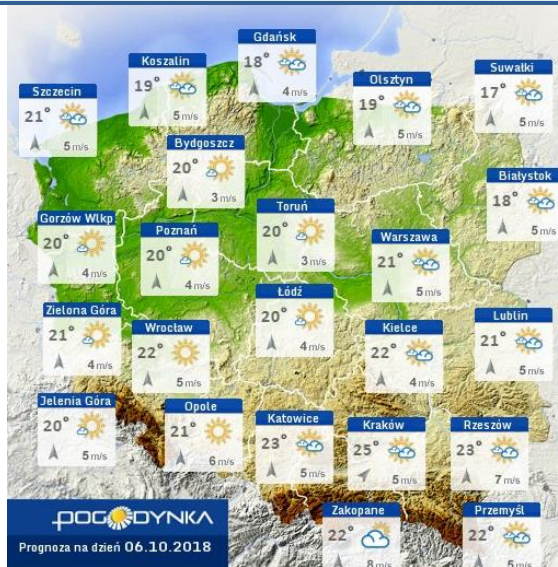 Gdańsk
18°
4 m/s
Koszalin
19°
5 m/s
Suwałki
17°
5 m/s
Olsztyn
19°
5 m/s
Szczecin
21°
5 m/s
Bydgoszcz
20°
3 m/s
Białystok
18°
5 m/s
Toruń
20°
3 m/s
Gorzów Wlkp
20°
4 m/s
Poznań
20°
4 m/s
Warszawa
21°
5 m/s
Łódź
20°
4 m/s
Zielona Góra
21°
4 m/s
Lublin
21°
5 m/s
Wrocław
22°
5 m/s
Kielce
22°
4 m/s
Jelenia Góra
20°
5 m/s
Opole
21°
6 m/s
Katowice
23°
5 m/s
Kraków
25°
5 m/s
Rzeszów
23°
7 m/s
Zakopane
22°
8 m/s
Przemyśl
22°
5 m/s
POGODYNKA
Prognoza na dzień 06.10.2018